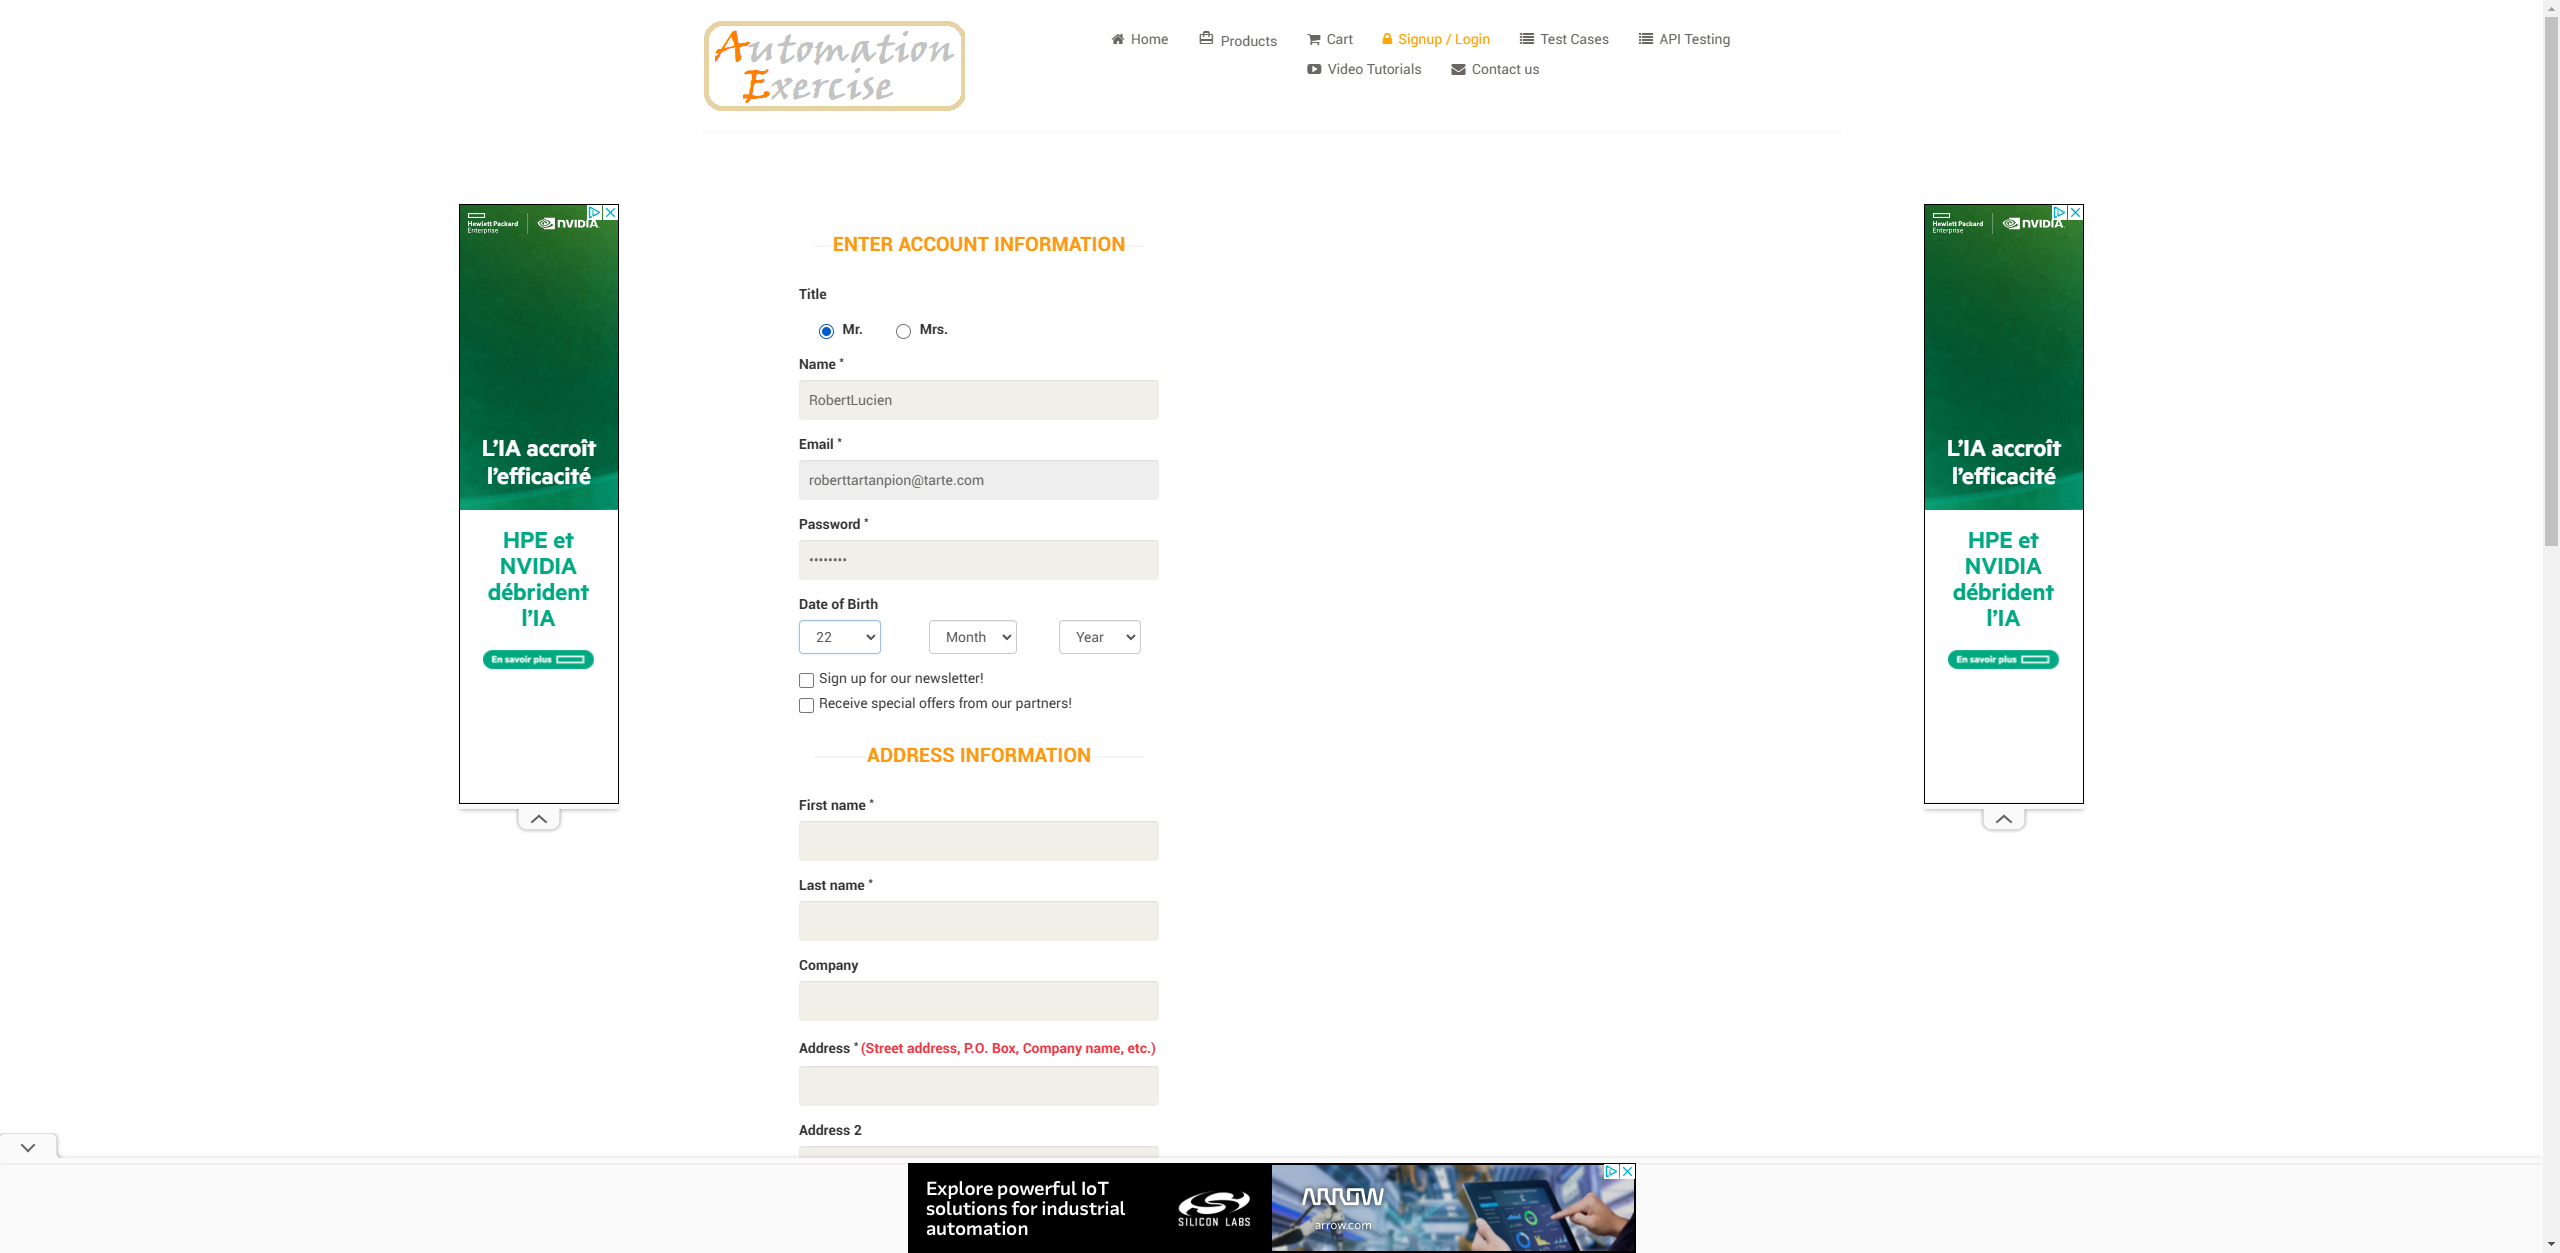 Automation
Exercise
Home
Products
Cart
Signup / Login
Test Cases
API Testing
Video Tutorials
Contact us
Hewlett Packard
Enterprise
NVIDIA
L'IA accroît
l'efficacité
HPE et
NVIDIA
débrident
l'IA
En savoir plus
ENTER ACCOUNT INFORMATION
Title
Mr.
Mrs.
Name *
RobertLucien
Email *
roberttartanpion@tarte.com
Password *
••••••••
Date of Birth
22
Month
Year
Sign up for our newsletter!
Receive special offers from our partners!
ADDRESS INFORMATION
First name *
Last name *
Company
Address * (Street address, P.O. Box, Company name, etc.)
Address 2
Hewlett Packard
Enterprise
NVIDIA
L'IA accroît
l'efficacité
HPE et
NVIDIA
débrident
l'IA
En savoir plus
Explore powerful IoT
solutions for industrial
automation
SILICON LABS
ARROW
arrow.com